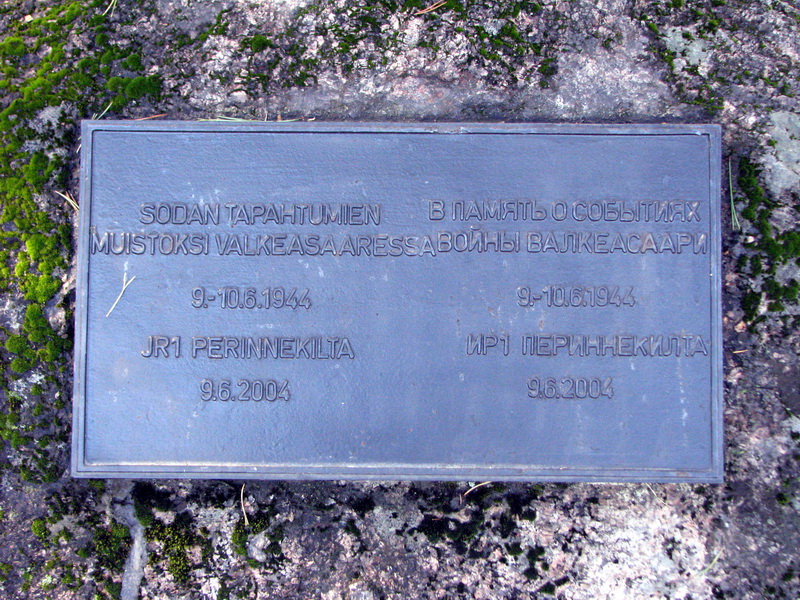 SODAN TAPAHTUMIEN
MUISTOKSI VALKEASAARESSA
9.-10.6.1944
JR1 PERINNEKILTA
9.6.2004
В ПАМЯТЬ О СОБЫТИЯХ
ВОЙНЫ ВАЛКЕАСААРИ
9.-10.6.1944
ИР1 ПЕРИННЕКИЛТА
9.6.2004